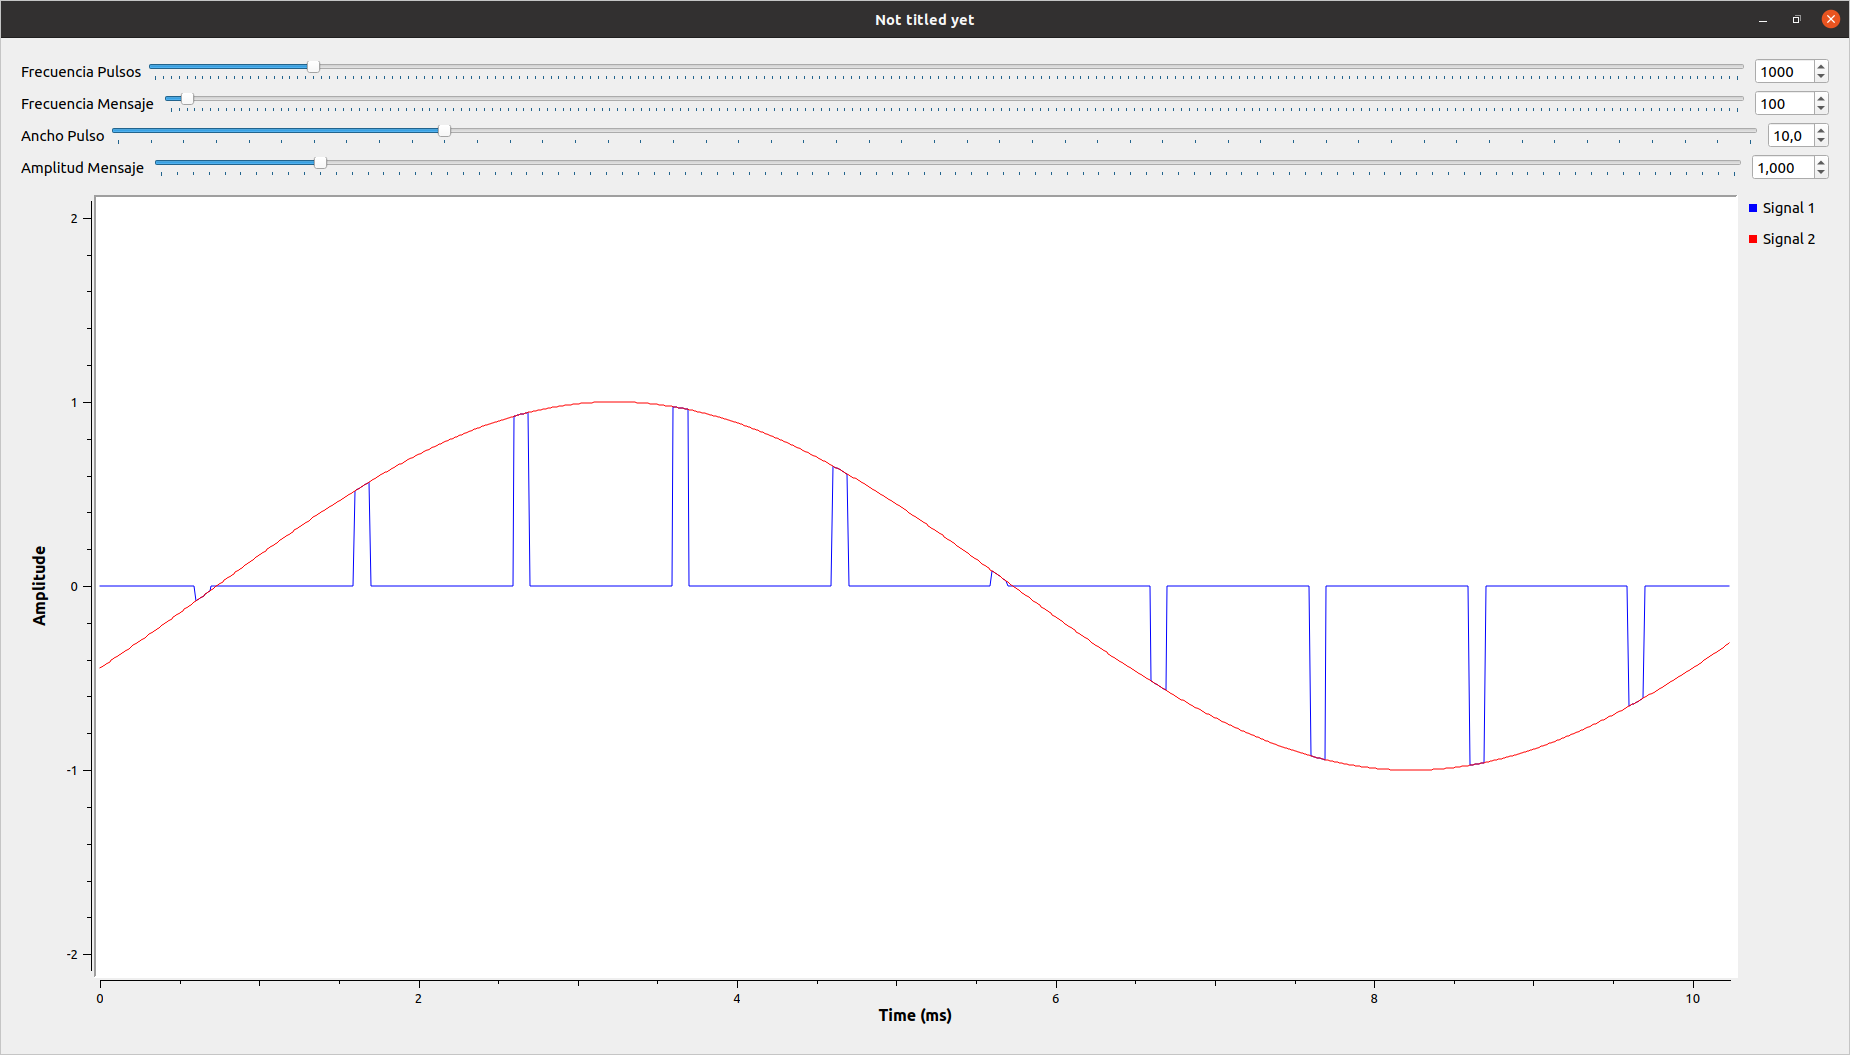 Not titled yet
Frecuencia Pulsos 1000
Frecuencia Mensaje 100
Ancho Pulso 10,0
Amplitud Mensaje 1,000
Signal 1
Signal 2
2
1
0
-1
-2
Amplitude
0 2 4 6 8 10
Time (ms)